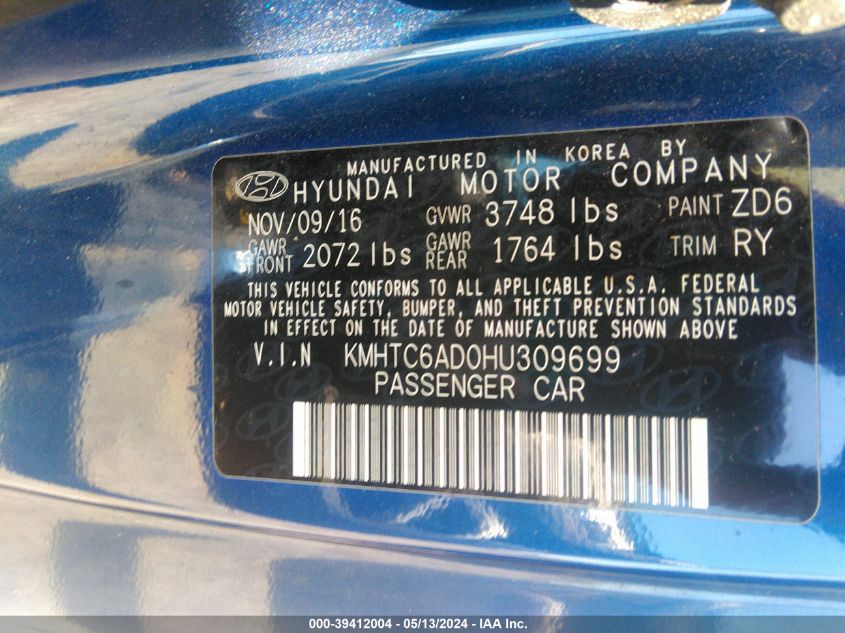 MANUFACTURED IN KOREA BY
HYUNDAI MOTOR COMPANY
NOV/09/16 GVWR 3748 lbs PAINT ZD6
GAWR FRONT 2072 lbs GAWR REAR 1764 lbs TRIM RY
THIS VEHICLE CONFORMS TO ALL APPLICABLE U.S.A. FEDERAL
MOTOR VEHICLE SAFETY, BUMPER, AND THEFT PREVENTION STANDARDS
IN EFFECT ON THE DATE OF MANUFACTURE SHOWN ABOVE
V.I.N KMHTC6AD0HU309699
PASSENGER CAR
000-39412004 - 05/13/2024 - IAA Inc.